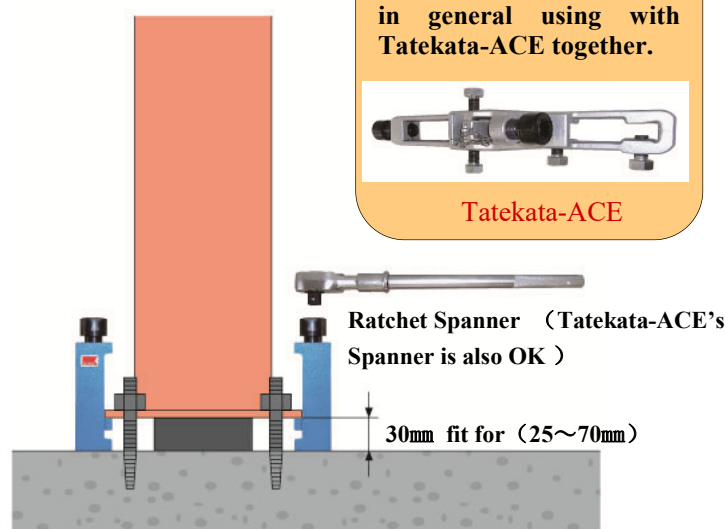 in general using with
Tatekata-ACE together.
Tatekata-ACE
Ratchet Spanner （Tatekata-ACE’s
Spanner is also OK ）
30㎜ fit for（25～70㎜）